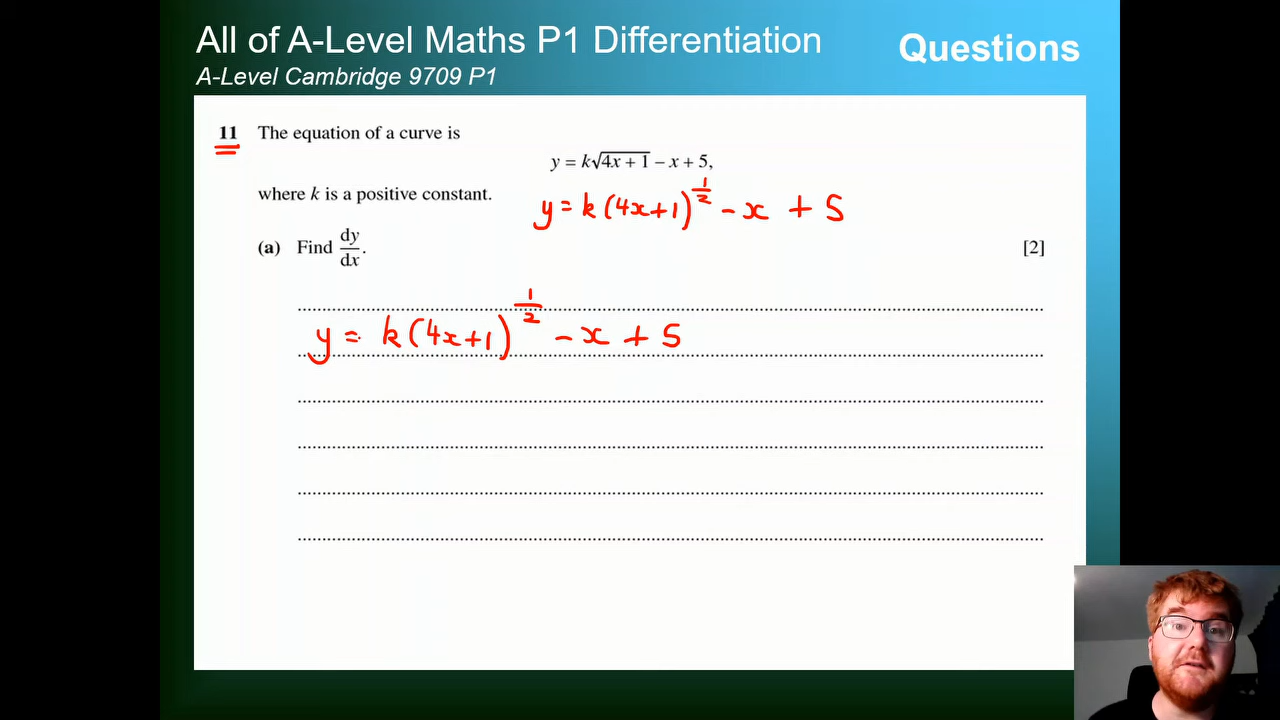 All of A-Level Maths P1 Differentiation
Questions
A-Level Cambridge 9709 P1
11 The equation of a curve is
y = k√(4x + 1) – x + 5,
where k is a positive constant.
y = k(4x+1)^(1/2) – x + 5
(a) Find dy/dx. [2]
y = k(4x+1)^(1/2) – x + 5